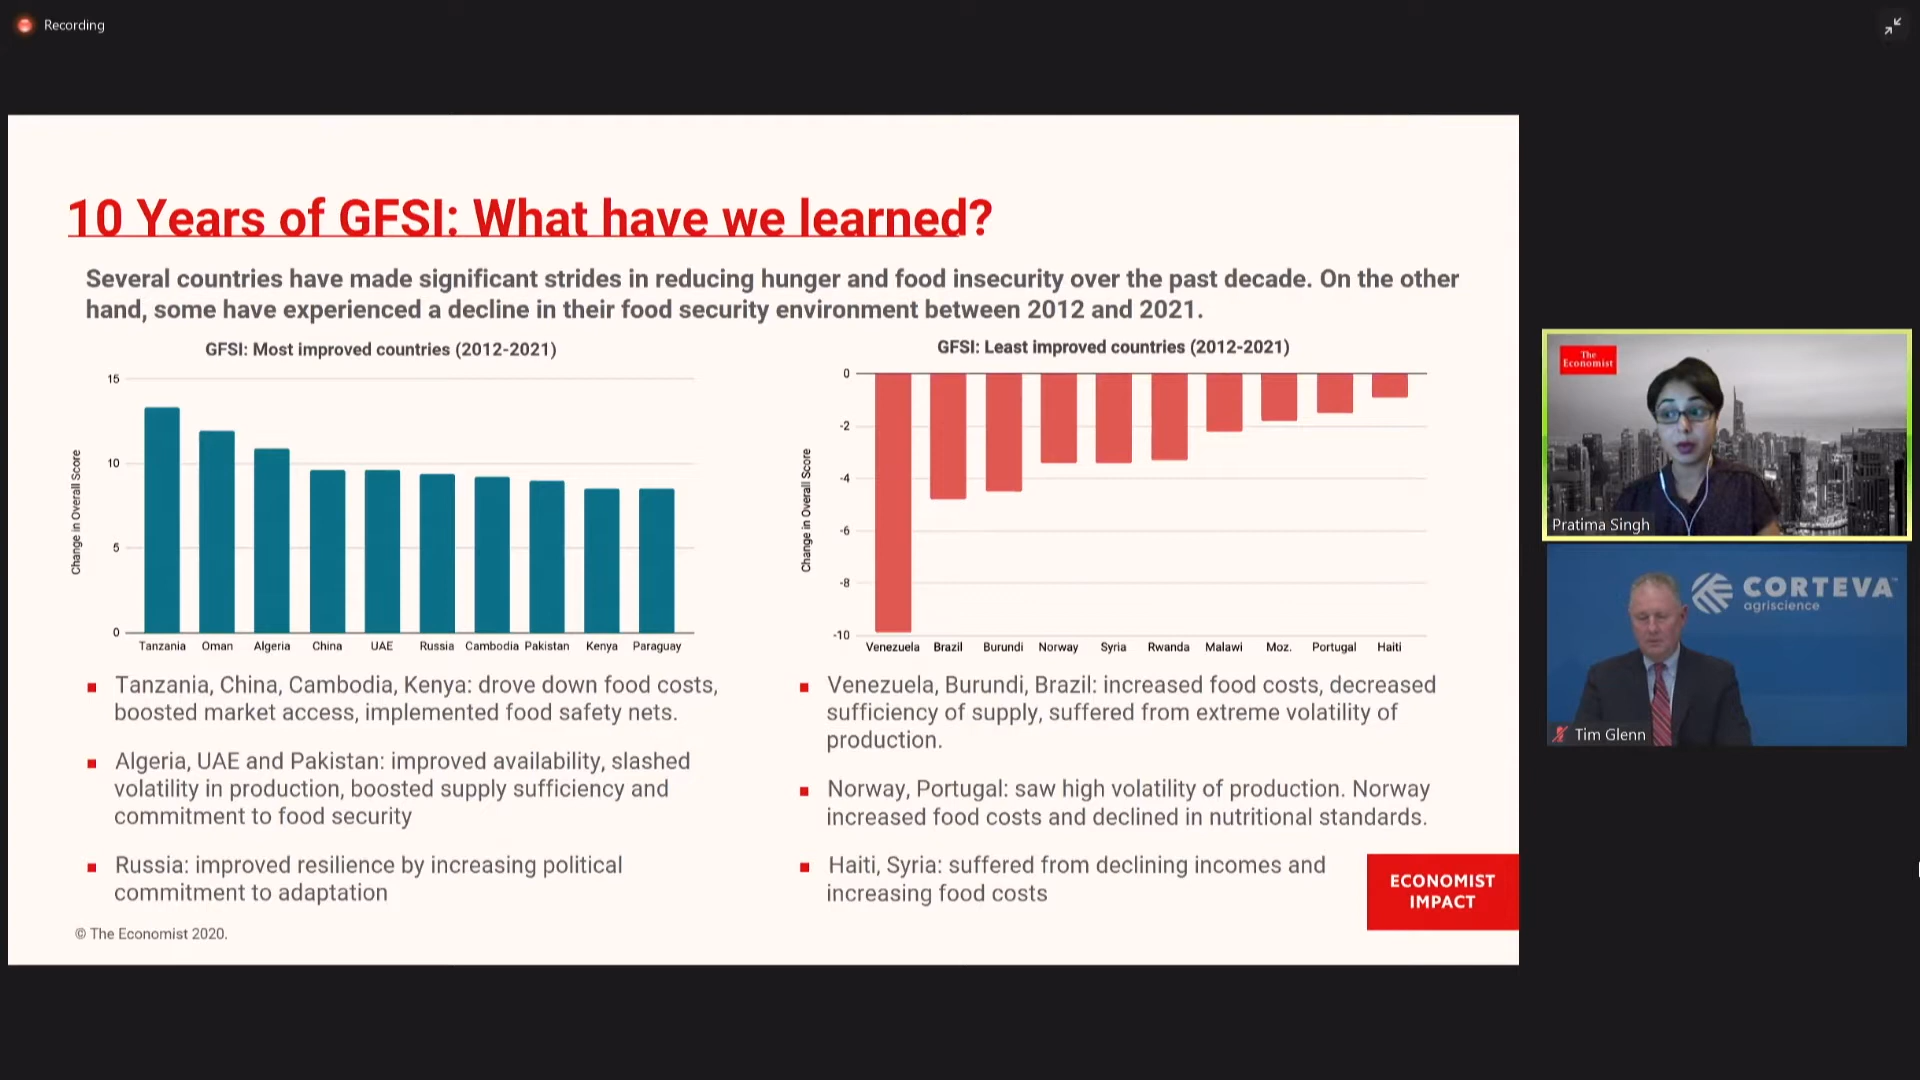 Recording
10 Years of GFSI: What have we learned?
Several countries have made significant strides in reducing hunger and food insecurity over the past decade. On the other
hand, some have experienced a decline in their food security environment between 2012 and 2021.
GFSI: Most improved countries (2012-2021)
Change in Overall Score
15
10
5
0
Tanzania Oman Algeria China UAE Russia Cambodia Pakistan Kenya Paraguay
Tanzania, China, Cambodia, Kenya: drove down food costs,
boosted market access, implemented food safety nets.
Algeria, UAE and Pakistan: improved availability, slashed
volatility in production, boosted supply sufficiency and
commitment to food security
Russia: improved resilience by increasing political
commitment to adaptation
© The Economist 2020.
GFSI: Least improved countries (2012-2021)
Change in Overall Score
0
-2
-4
-6
-8
-10
Venezuela Brazil Burundi Norway Syria Rwanda Malawi Moz. Portugal Haiti
Venezuela, Burundi, Brazil: increased food costs, decreased
sufficiency of supply, suffered from extreme volatility of
production.
Norway, Portugal: saw high volatility of production. Norway
increased food costs and declined in nutritional standards.
Haiti, Syria: suffered from declining incomes and
increasing food costs
ECONOMIST
IMPACT
The
Economist
Pratima Singh
CORTEVA™
agriscience
Tim Glenn